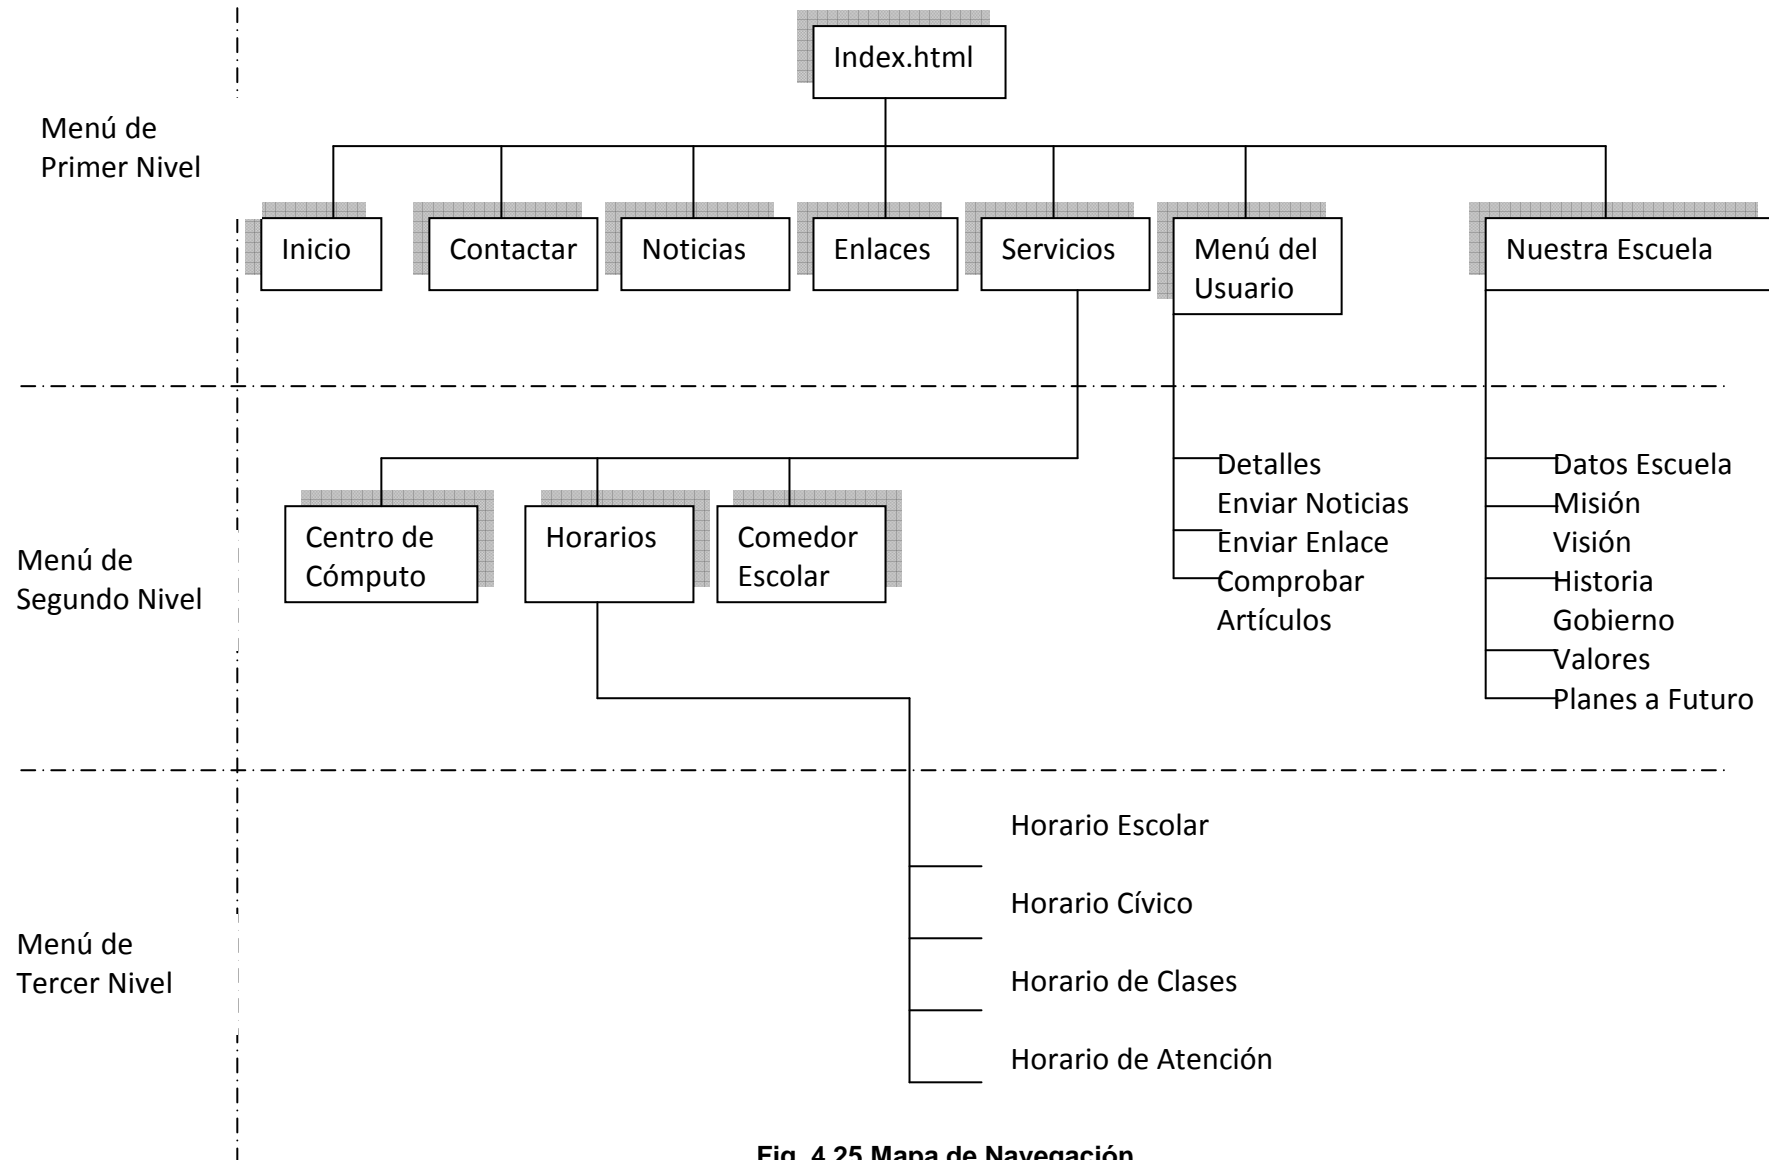 Index.html
Menú de
Primer Nivel
Inicio
Contactar
Noticias
Enlaces
Servicios
Menú del
Usuario
Nuestra Escuela
Menú de
Segundo Nivel
Centro de
Cómputo
Horarios
Comedor
Escolar
Detalles
Enviar Noticias
Enviar Enlace
Comprobar
Artículos
Datos Escuela
Misión
Visión
Historia
Gobierno
Valores
Planes a Futuro
Menú de
Tercer Nivel
Horario Escolar
Horario Cívico
Horario de Clases
Horario de Atención
Fig. 4.25 Mapa de Navegación